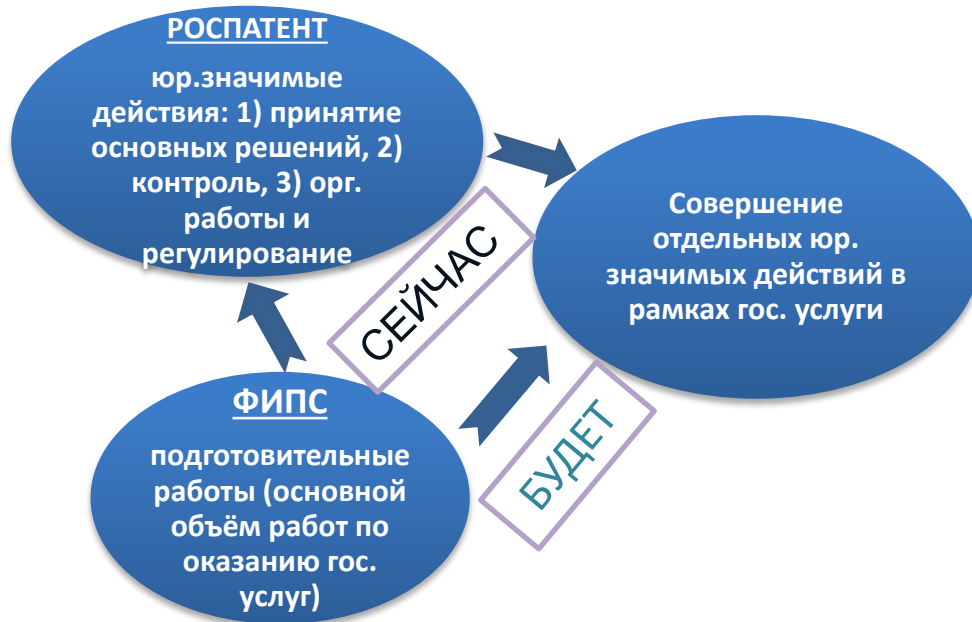 РОСПАТЕНТ
юр.значимые
действия: 1) принятие
основных решений, 2)
контроль, 3) орг.
работы и
регулирование
Совершение
отдельных юр.
значимых действий в
рамках гос. услуги
СЕЙЧАС
БУДЕТ
ФИПС
подготовительные
работы (основной
объём работ по
оказанию гос.
услуг)